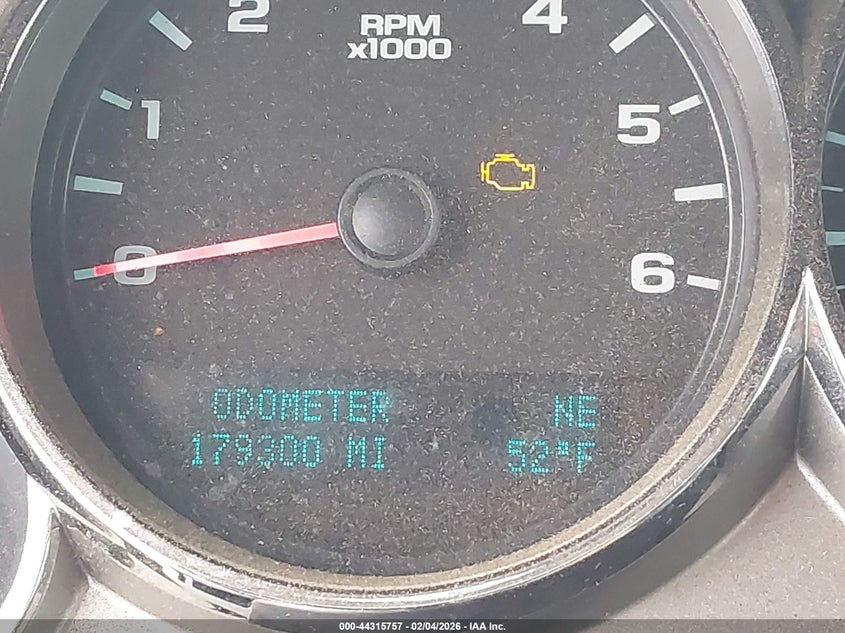 2
RPM
4
x1000
1
5
0
6
ODOMETER
NE
179300 MI
52°F
000-44315757 - 02/04/2026 - IAA Inc.